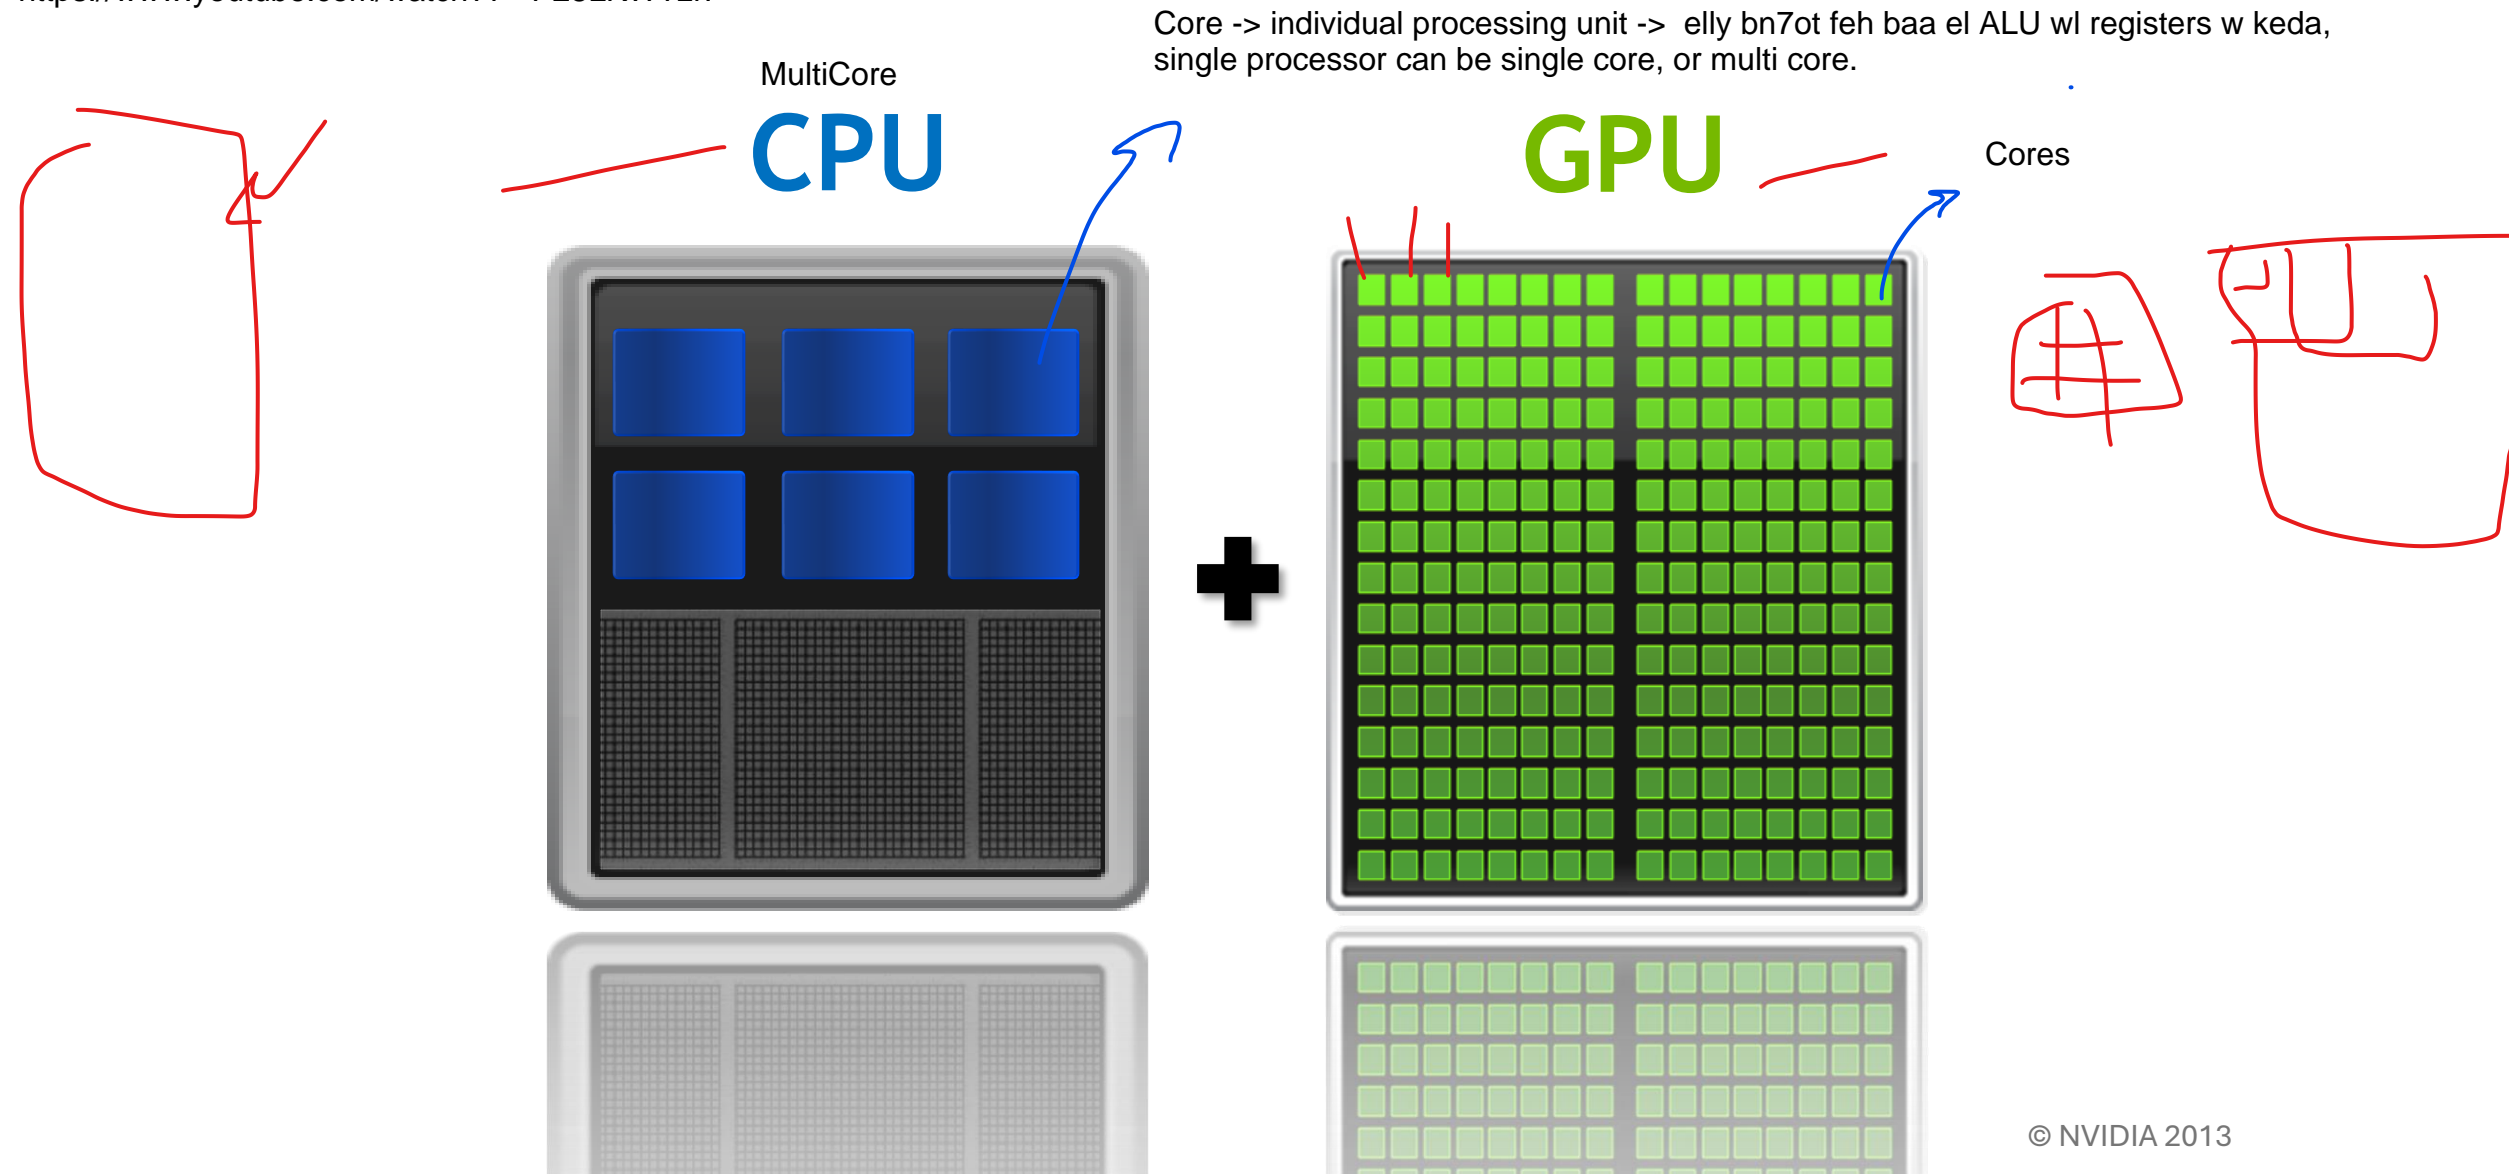 Core -> individual processing unit -> elly bn7ot feh baa el ALU wl registers w keda,
single processor can be single core, or multi core.
MultiCore
CPU
GPU
Cores
© NVIDIA 2013